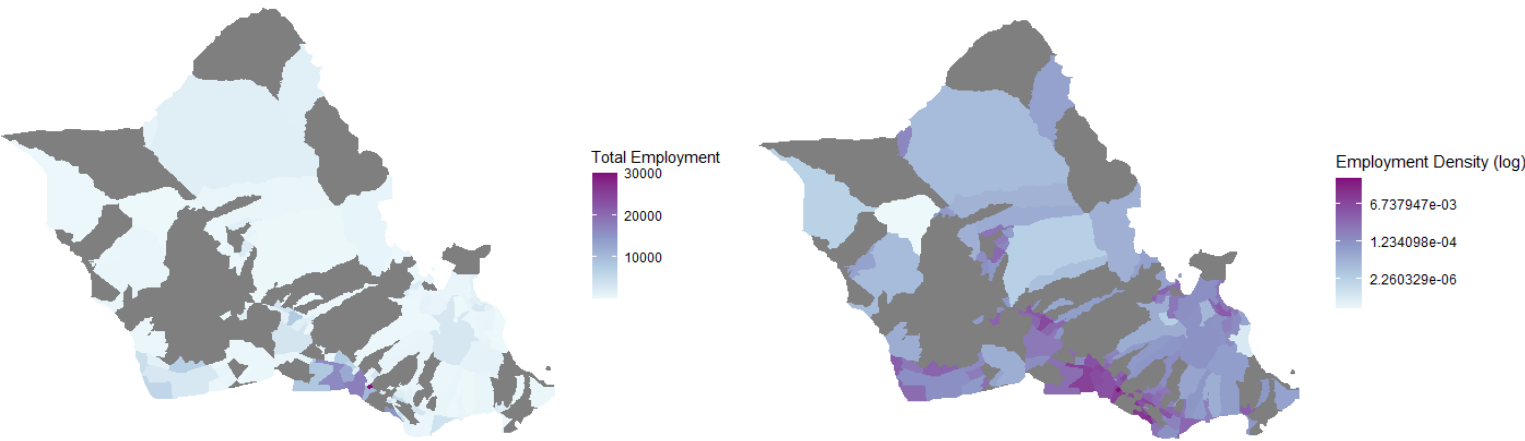 Total Employment
30000
20000
10000
Employment Density (log)
6.737947e-03
1.234098e-04
2.260329e-06